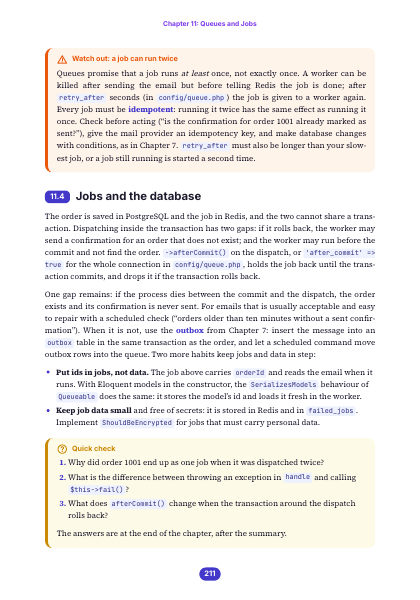 Chapter 11: Queues and Jobs
Watch out: a job can run twice
Queues promise that a job runs at least once, not exactly once. A worker can be
killed after sending the email but before telling Redis the job is done; after
retry_after seconds (in config/queue.php) the job is given to a worker again.
Every job must be idempotent: running it twice has the same effect as running it
once. Check before acting (“is the confirmation for order 1001 already marked as
sent?”), give the mail provider an idempotency key, and make database changes
with conditions, as in Chapter 7. retry_after must also be longer than your slow-
est job, or a job still running is started a second time.
11.4 Jobs and the database
The order is saved in PostgreSQL and the job in Redis, and the two cannot share a trans-
action. Dispatching inside the transaction has two gaps: if it rolls back, the worker may
send a confirmation for an order that does not exist; and the worker may run before the
commit and not find the order. ->afterCommit() on the dispatch, or 'after_commit' =>
true for the whole connection in config/queue.php, holds the job back until the trans-
action commits, and drops it if the transaction rolls back.
One gap remains: if the process dies between the commit and the dispatch, the order
exists and its confirmation is never sent. For emails that is usually acceptable and easy
to repair with a scheduled check (“orders older than ten minutes without a sent confir-
mation”). When it is not, use the outbox from Chapter 7: insert the message into an
outbox table in the same transaction as the order, and let a scheduled command move
outbox rows into the queue. Two more habits keep jobs and data in step:
• Put ids in jobs, not data. The job above carries orderId and reads the email when it
runs. With Eloquent models in the constructor, the SerializesModels behaviour of
Queueable does the same: it stores the model's id and loads it fresh in the worker.
• Keep job data small and free of secrets: it is stored in Redis and in failed_jobs.
Implement ShouldBeEncrypted for jobs that must carry personal data.
Quick check
1. Why did order 1001 end up as one job when it was dispatched twice?
2. What is the difference between throwing an exception in handle and calling
$this->fail()?
3. What does afterCommit() change when the transaction around the dispatch
rolls back?
The answers are at the end of the chapter, after the summary.
211